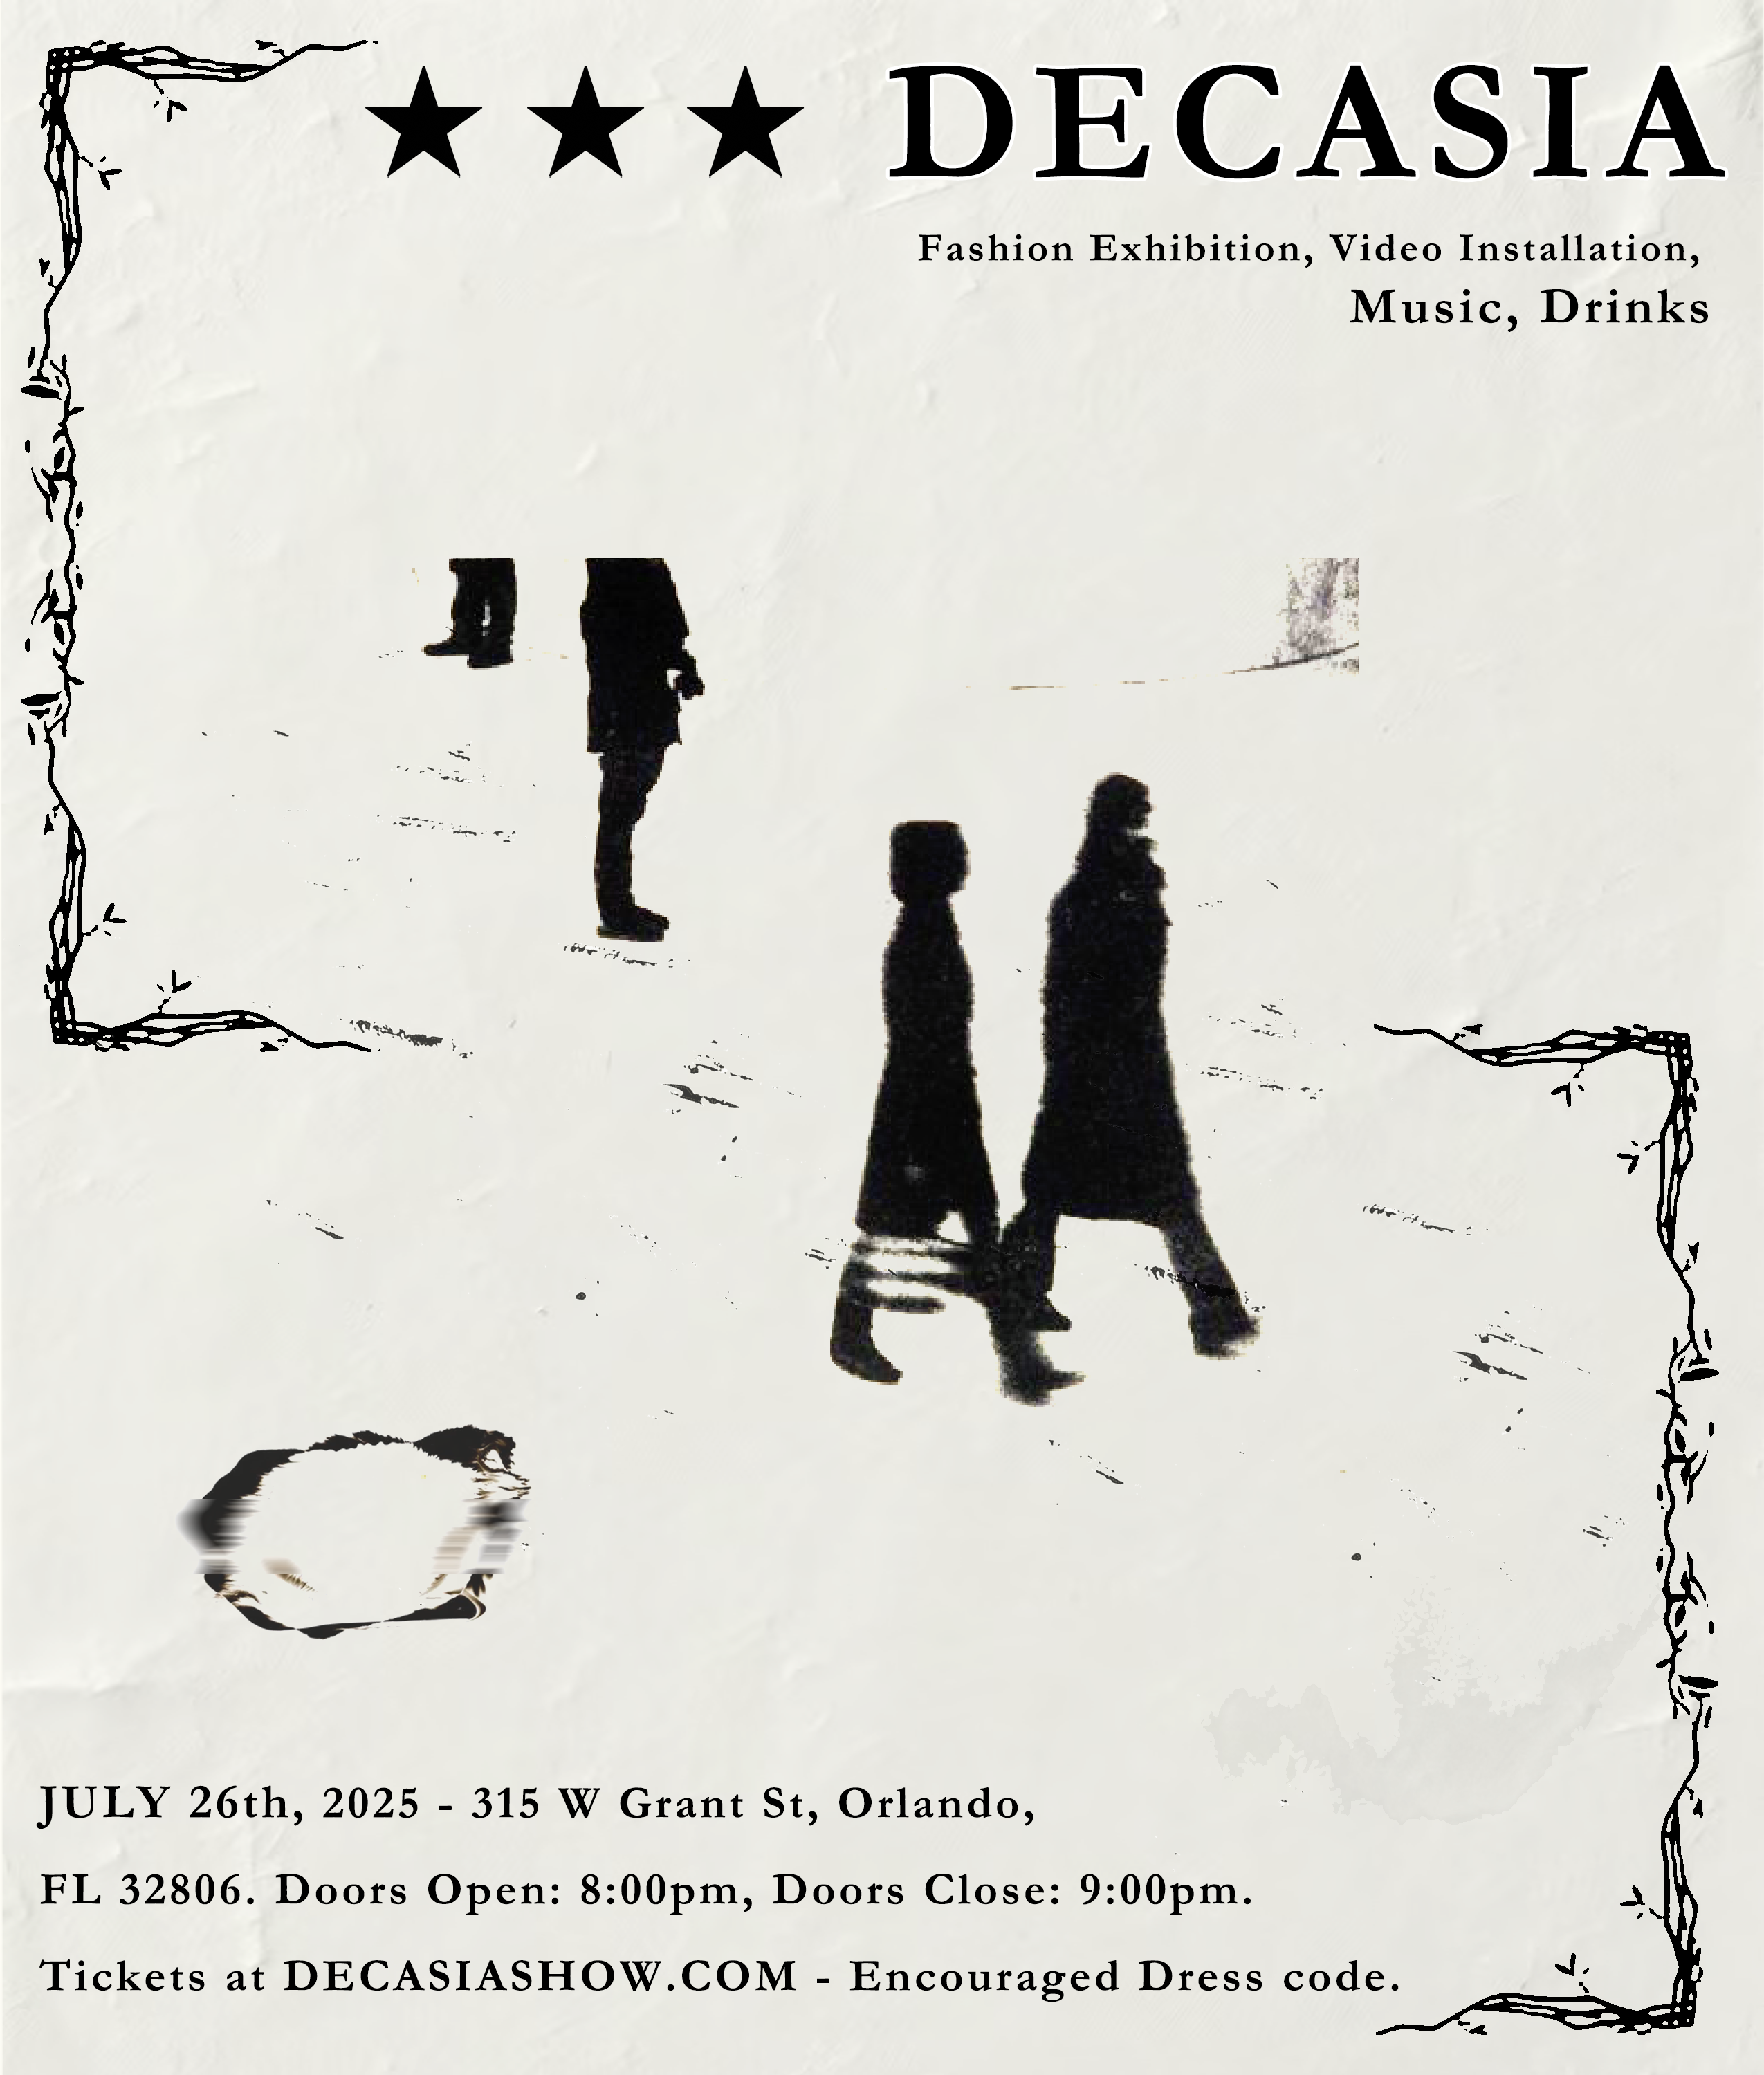 ★ ★ ★ DECASIA
Fashion Exhibition, Video Installation,
Music, Drinks
JULY 26th, 2025 - 315 W Grant St, Orlando,
FL 32806. Doors Open: 8:00pm, Doors Close: 9:00pm.
Tickets at DECASIASHOW.COM - Encouraged Dress code.